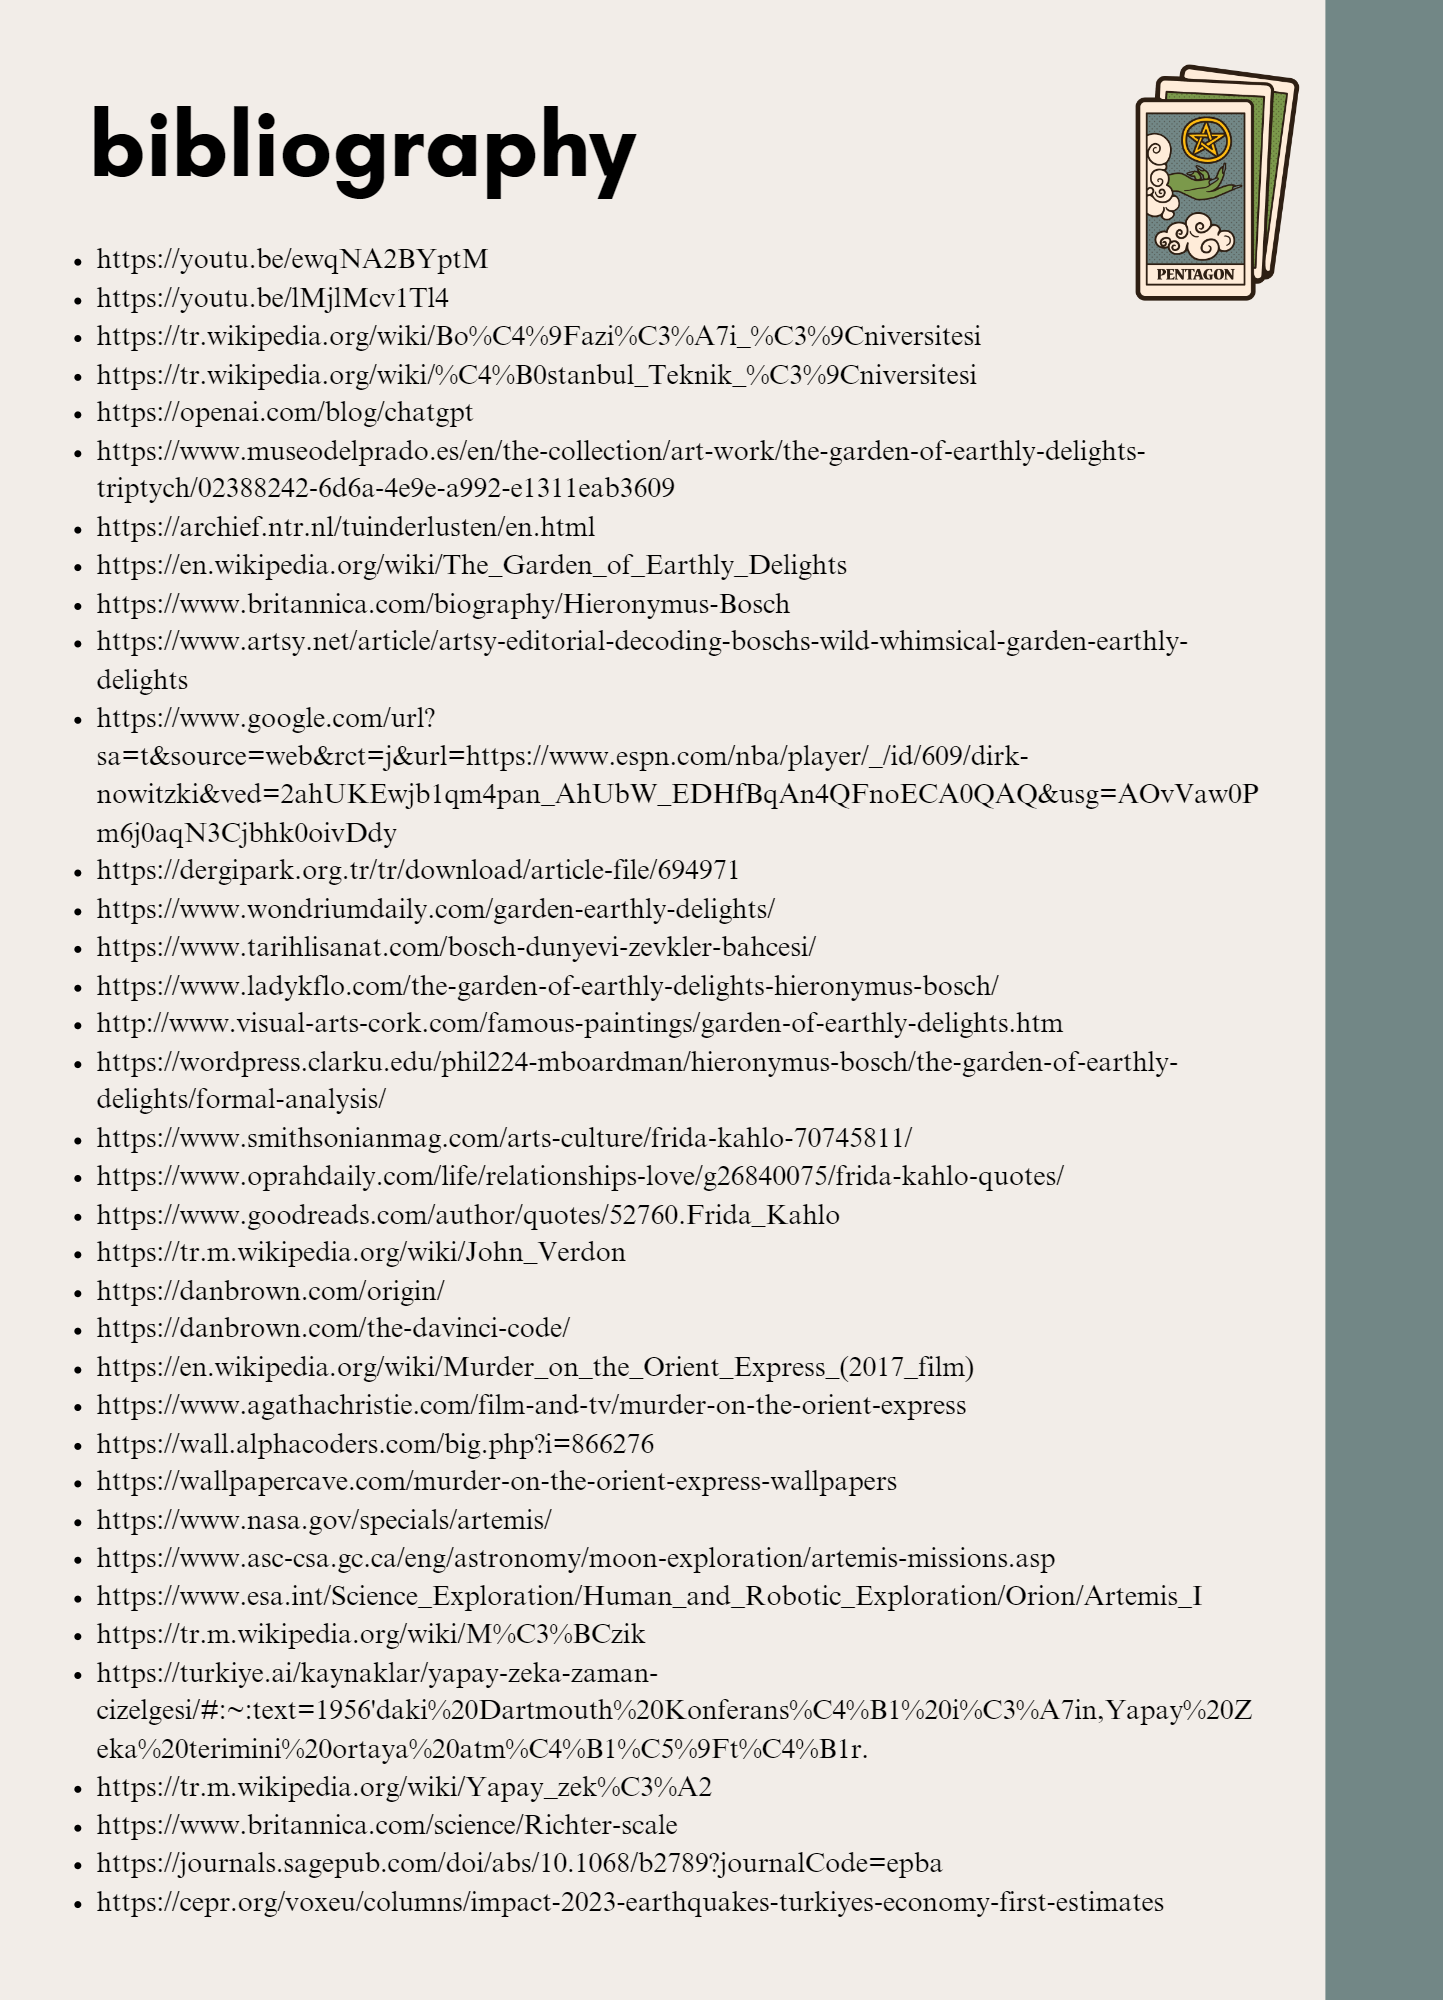 bibliography
PENTAGON
• https://youtu.be/ewqNA2BYptM
• https://youtu.be/lMjlMcv1Tl4
• https://tr.wikipedia.org/wiki/Bo%C4%9Fazi%C3%A7i_%C3%9Cniversitesi
• https://tr.wikipedia.org/wiki/%C4%B0stanbul_Teknik_%C3%9Cniversitesi
• https://openai.com/blog/chatgpt
• https://www.museodelprado.es/en/the-collection/art-work/the-garden-of-earthly-delights-
triptych/02388242-6d6a-4e9e-a992-e1311eab3609
• https://archief.ntr.nl/tuinderlusten/en.html
• https://en.wikipedia.org/wiki/The_Garden_of_Earthly_Delights
• https://www.britannica.com/biography/Hieronymus-Bosch
• https://www.artsy.net/article/artsy-editorial-decoding-boschs-wild-whimsical-garden-earthly-
delights
• https://www.google.com/url?
sa=t&source=web&rct=j&url=https://www.espn.com/nba/player/_/id/609/dirk-
nowitzki&ved=2ahUKEwjb1qm4pan_AhUbW_EDHfBqAn4QFnoECA0QAQ&usg=AOvVaw0P
m6j0aqN3Cjbhk0oivDdy
• https://dergipark.org.tr/tr/download/article-file/694971
• https://www.wondriumdaily.com/garden-earthly-delights/
• https://www.tarihlisanat.com/bosch-dunyevi-zevkler-bahcesi/
• https://www.ladykflo.com/the-garden-of-earthly-delights-hieronymus-bosch/
• http://www.visual-arts-cork.com/famous-paintings/garden-of-earthly-delights.htm
• https://wordpress.clarku.edu/phil224-mboardman/hieronymus-bosch/the-garden-of-earthly-
delights/formal-analysis/
• https://www.smithsonianmag.com/arts-culture/frida-kahlo-70745811/
• https://www.oprahdaily.com/life/relationships-love/g26840075/frida-kahlo-quotes/
• https://www.goodreads.com/author/quotes/52760.Frida_Kahlo
• https://tr.m.wikipedia.org/wiki/John_Verdon
• https://danbrown.com/origin/
• https://danbrown.com/the-davinci-code/
• https://en.wikipedia.org/wiki/Murder_on_the_Orient_Express_(2017_film)
• https://www.agathachristie.com/film-and-tv/murder-on-the-orient-express
• https://wall.alphacoders.com/big.php?i=866276
• https://wallpapercave.com/murder-on-the-orient-express-wallpapers
• https://www.nasa.gov/specials/artemis/
• https://www.asc-csa.gc.ca/eng/astronomy/moon-exploration/artemis-missions.asp
• https://www.esa.int/Science_Exploration/Human_and_Robotic_Exploration/Orion/Artemis_I
• https://tr.m.wikipedia.org/wiki/M%C3%BCzik
• https://turkiye.ai/kaynaklar/yapay-zeka-zaman-
cizelgesi/#:~:text=1956'daki%20Dartmouth%20Konferans%C4%B1%20i%C3%A7in,Yapay%20Z
eka%20terimini%20ortaya%20atm%C4%B1%C5%9Ft%C4%B1r.
• https://tr.m.wikipedia.org/wiki/Yapay_zek%C3%A2
• https://www.britannica.com/science/Richter-scale
• https://journals.sagepub.com/doi/abs/10.1068/b2789?journalCode=epba
• https://cepr.org/voxeu/columns/impact-2023-earthquakes-turkiyes-economy-first-estimates